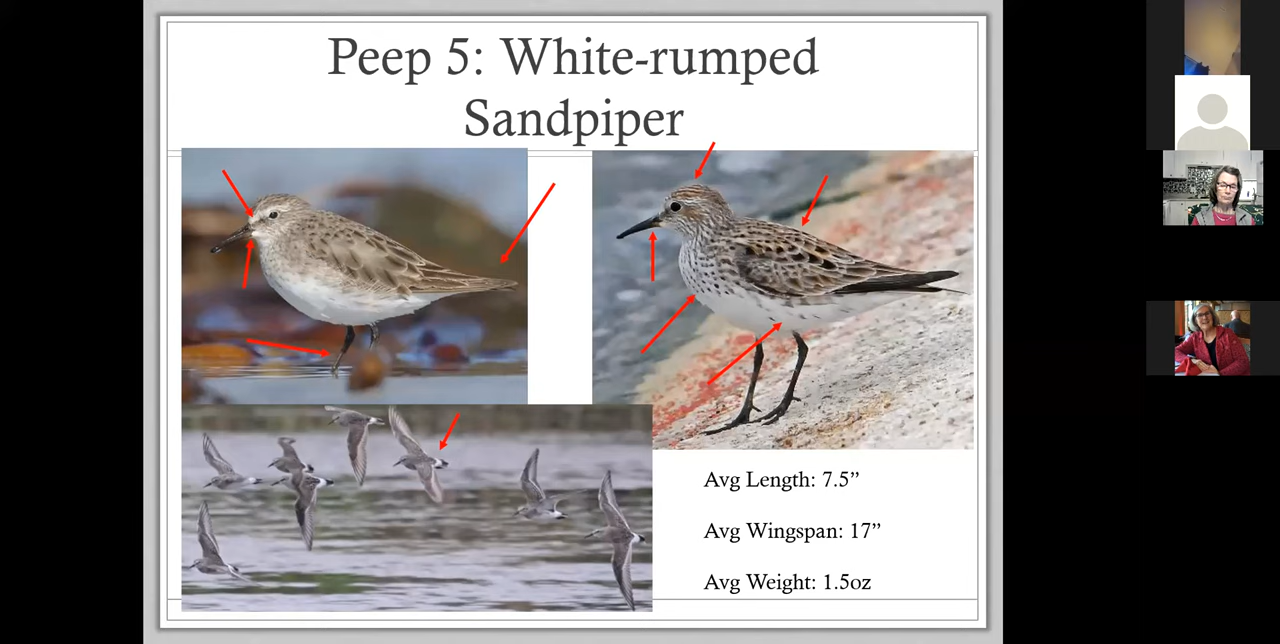 Peep 5: White-rumped
Sandpiper
Avg Length: 7.5”
Avg Wingspan: 17”
Avg Weight: 1.5oz